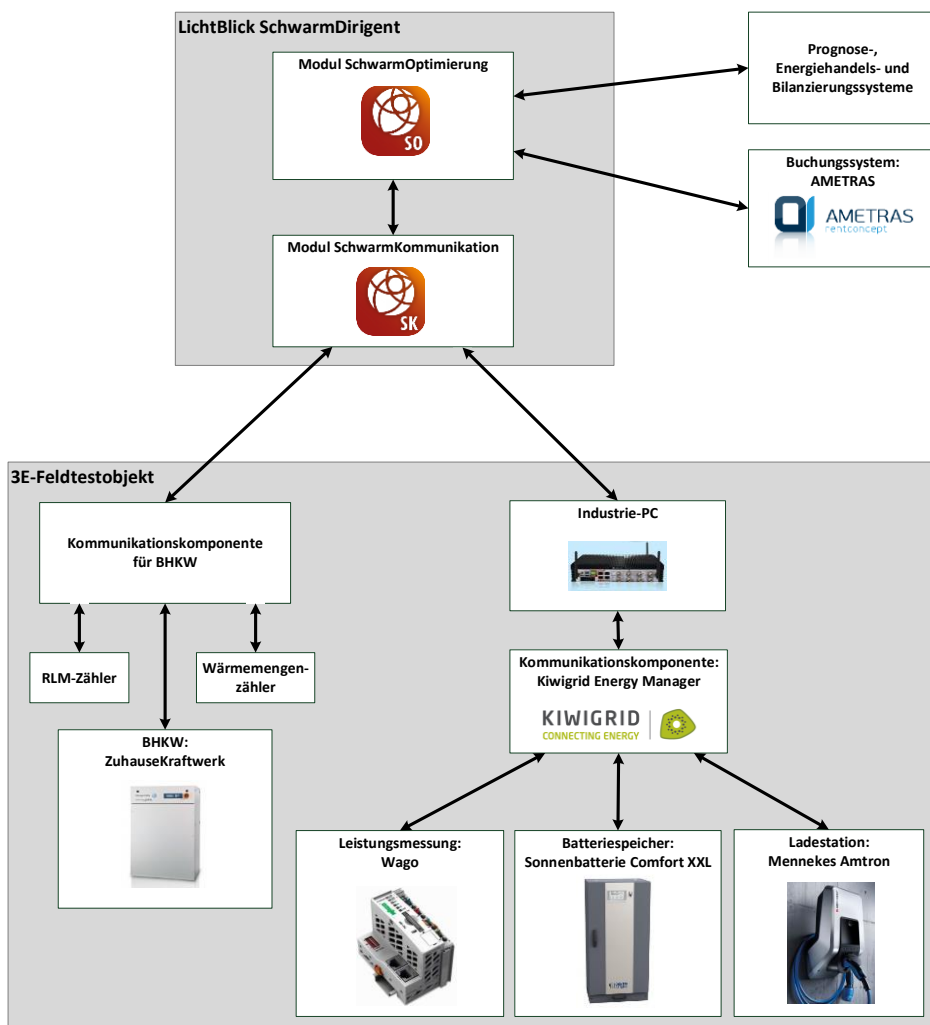 LichtBlick SchwarmDirigent
Modul SchwarmOptimierung
SO
Prognose-,
Energiehandels- und
Bilanzierungssysteme
Buchungssystem:
AMETRAS
AMETRAS
rentconcept
Modul SchwarmKommunikation
SK
3E-Feldtestobjekt
Kommunikationskomponente
für BHKW
Industrie-PC
RLM-Zähler
Wärmemengen-
zähler
Kommunikationskomponente:
Kiwigrid Energy Manager
KIWIGRID
CONNECTING ENERGY
BHKW:
ZuhauseKraftwerk
Leistungsmessung:
Wago
Batteriespeicher:
Sonnenbatterie Comfort XXL
Ladestation:
Mennekes Amtron